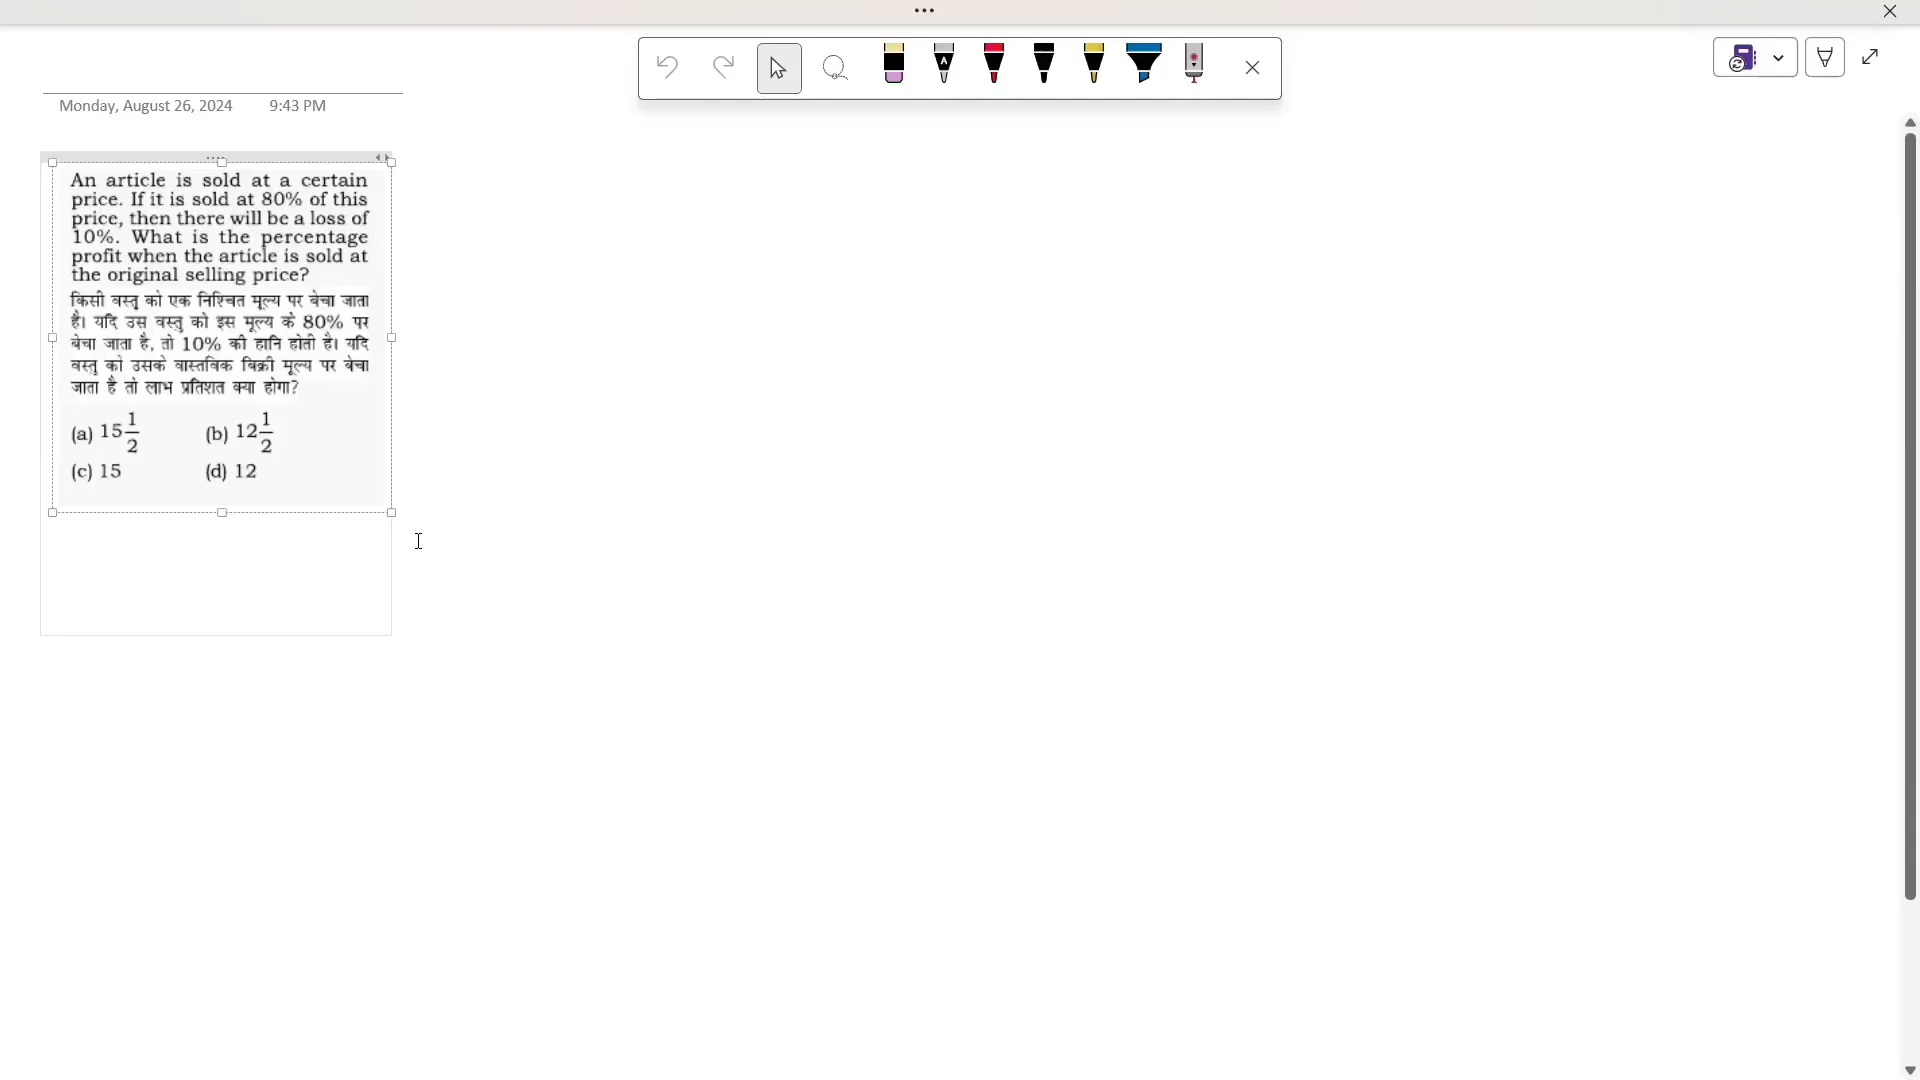 Monday, August 26, 2024 9:43 PM
An article is sold at a certain
price. If it is sold at 80% of this
price, then there will be a loss of
10%. What is the percentage
profit when the article is sold at
the original selling price?
किसी वस्तु को एक निश्चित मूल्य पर बेचा जाता
है। यदि उस वस्तु को इस मूल्य के 80% पर
बेचा जाता है, तो 10% की हानि होती है। यदि
वस्तु को उसके वास्तविक बिक्री मूल्य पर बेचा
जाता है तो लाभ प्रतिशत क्या होगा?
(a) 15 1/2 (b) 12 1/2
(c) 15 (d) 12